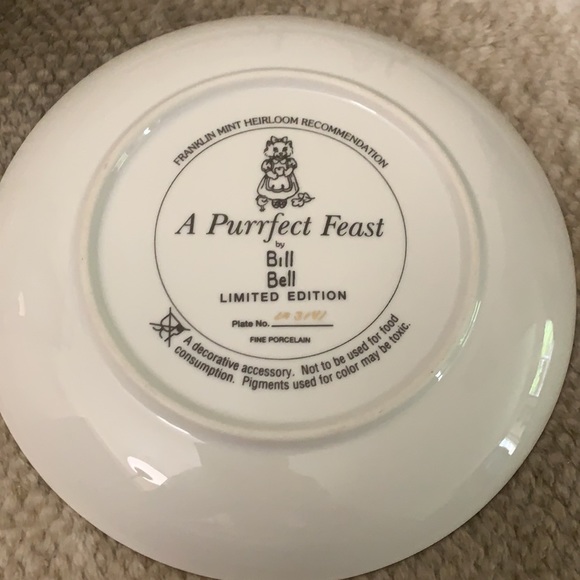 FRANKLIN MINT HEIRLOOM RECOMMENDATION
A Purrfect Feast
by
Bill
Bell
LIMITED EDITION
Plate No.
FINE PORCELAIN
A decorative accessory. Not to be used for food
consumption. Pigments used for color may be toxic.